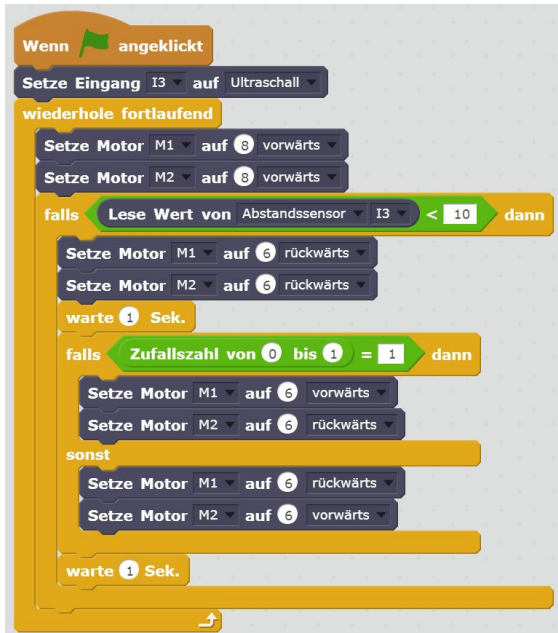 Wenn angeklickt
Setze Eingang I3 auf Ultraschall
wiederhole fortlaufend
Setze Motor M1 auf 8 vorwärts
Setze Motor M2 auf 8 vorwärts
falls Lese Wert von Abstandssensor I3 < 10 dann
Setze Motor M1 auf 6 rückwärts
Setze Motor M2 auf 6 rückwärts
warte 1 Sek.
falls Zufallszahl von 0 bis 1 = 1 dann
Setze Motor M1 auf 6 vorwärts
Setze Motor M2 auf 6 rückwärts
sonst
Setze Motor M1 auf 6 rückwärts
Setze Motor M2 auf 6 vorwärts
warte 1 Sek.